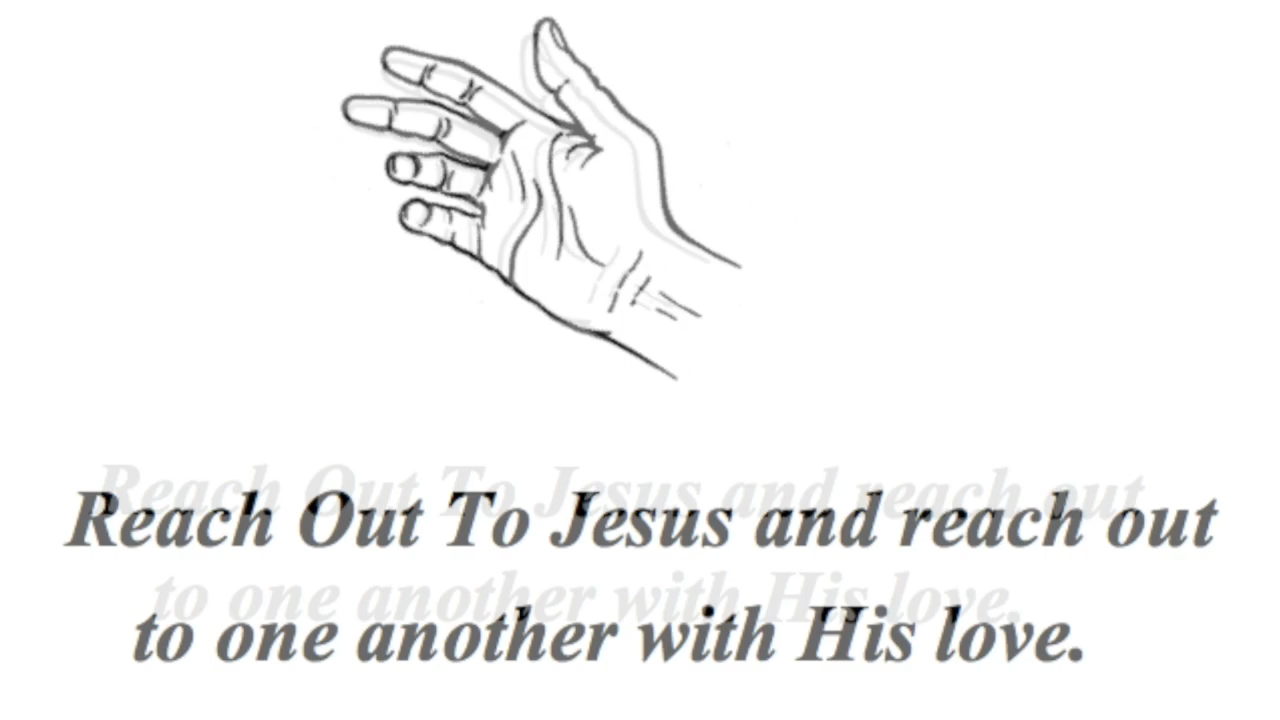 Reach Out To Jesus and reach out
to one another with His love.